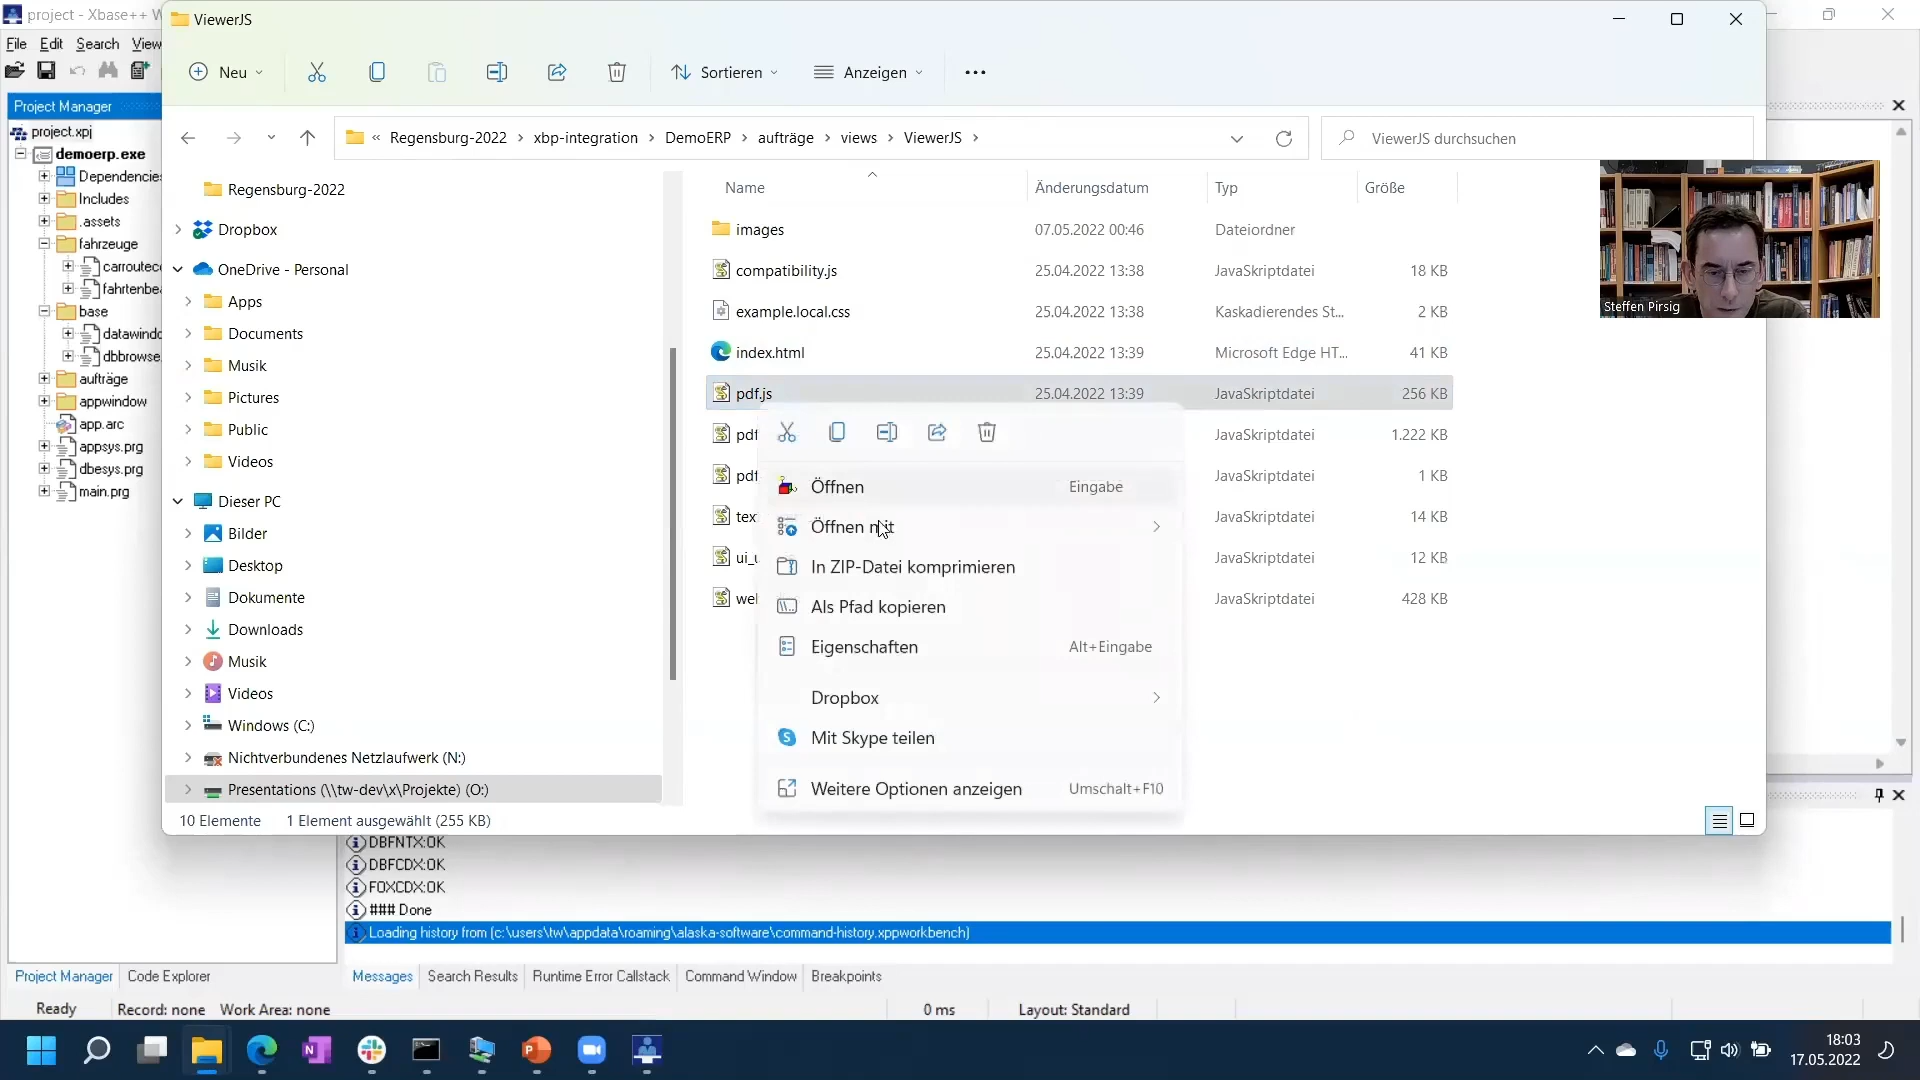 project - Xbase++ W
File Edit Search View
Project Manager
project.xpj
demoerp.exe
Dependencies
Includes
.assets
fahrzeuge
carroutec
fahrtenbe
base
datawindo
dbbrowse
aufträge
appwindow
app.arc
appsys.prg
dbesys.prg
main.prg
ViewerJS
Neu
Sortieren
Anzeigen
« Regensburg-2022 › xbp-integration › DemoERP › aufträge › views › ViewerJS ›
ViewerJS durchsuchen
Regensburg-2022
Dropbox
OneDrive - Personal
Apps
Documents
Musik
Pictures
Public
Videos
Dieser PC
Bilder
Desktop
Dokumente
Downloads
Musik
Videos
Windows (C:)
Nichtverbundenes Netzlaufwerk (N:)
Presentations (\\tw-dev\x\Projekte) (O:)
Name Änderungsdatum Typ Größe
images 07.05.2022 00:46 Dateiordner
compatibility.js 25.04.2022 13:38 JavaSkriptdatei 18 KB
example.local.css 25.04.2022 13:38 Kaskadierendes St... 2 KB
index.html 25.04.2022 13:39 Microsoft Edge HT... 41 KB
pdf.js 25.04.2022 13:39 JavaSkriptdatei 256 KB
pdf JavaSkriptdatei 1.222 KB
pdf JavaSkriptdatei 1 KB
tex JavaSkriptdatei 14 KB
ui_u JavaSkriptdatei 12 KB
wel JavaSkriptdatei 428 KB
Öffnen Eingabe
Öffnen mit
In ZIP-Datei komprimieren
Als Pfad kopieren
Eigenschaften Alt+Eingabe
Dropbox
Mit Skype teilen
Weitere Optionen anzeigen Umschalt+F10
10 Elemente 1 Element ausgewählt (255 KB)
Steffen Pirsig
DBFNTX:OK
DBFCDX:OK
FOXCDX:OK
### Done
Loading history from (c:\users\tw\appdata\roaming\alaska-software\command-history.xppworkbench)
Project Manager Code Explorer
Messages Search Results Runtime Error Callstack Command Window Breakpoints
Ready Record: none Work Area: none 0 ms Layout: Standard
18:03
17.05.2022